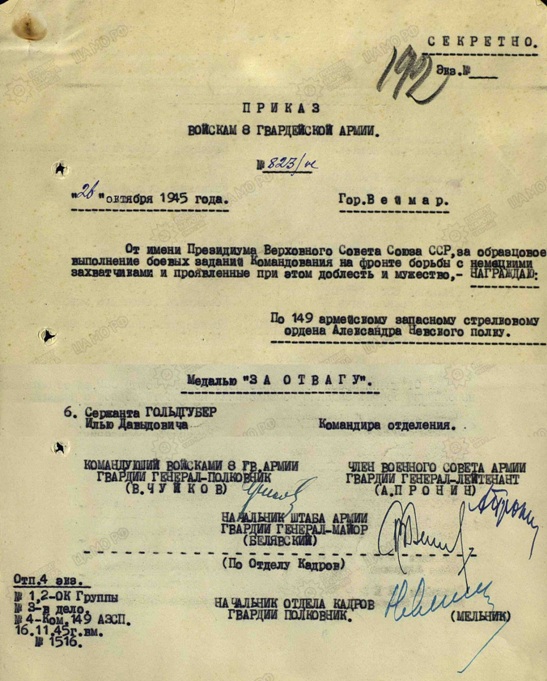 СЕКРЕТНО.
Экз.№
192
ПРИКАЗ
ВОЙСКАМ 8 ГВАРДЕЙСКОЙ АРМИИ.
№ 823/н
"26" октября 1945 года. Гор.Веймар.
От имени Президиума Верховного Совета Союза ССР,за образцовое
выполнение боевых заданий Командования на фронте борьбы с немецкими
захватчиками и проявленные при этом доблесть и мужество,- НАГРАЖДАЮ:
По 149 армейскому запасному стрелковому
ордена Александра Невского полку.
Медалью "ЗА ОТВАГУ".
6. Сержанта ГОЛЬДГУБЕР
Илью Давыдовича Командира отделения.
КОМАНДУЮЩИЙ ВОЙСКАМИ 8 ГВ.АРМИИ ЧЛЕН ВОЕННОГО СОВЕТА АРМИИ
ГВАРДИИ ГЕНЕРАЛ-ПОЛКОВНИК ГВАРДИИ ГЕНЕРАЛ-ЛЕЙТЕНАНТ
(В.ЧУЙКОВ) (А.ПРОНИН)
НАЧАЛЬНИК ШТАБА АРМИИ
ГВАРДИИ ГЕНЕРАЛ-МАЙОР
(БЕЛЯВСКИЙ)
(По Отделу Кадров)
Отп.4 экз.
№ 1,2-ОК Группы
№ 3-в дело.
№ 4-Ком.149 АЗСП.
16.11.45г.вм.
№ 1516.
НАЧАЛЬНИК ОТДЕЛА КАДРОВ
ГВАРДИИ ПОЛКОВНИК. (МЕЛЬНИК)